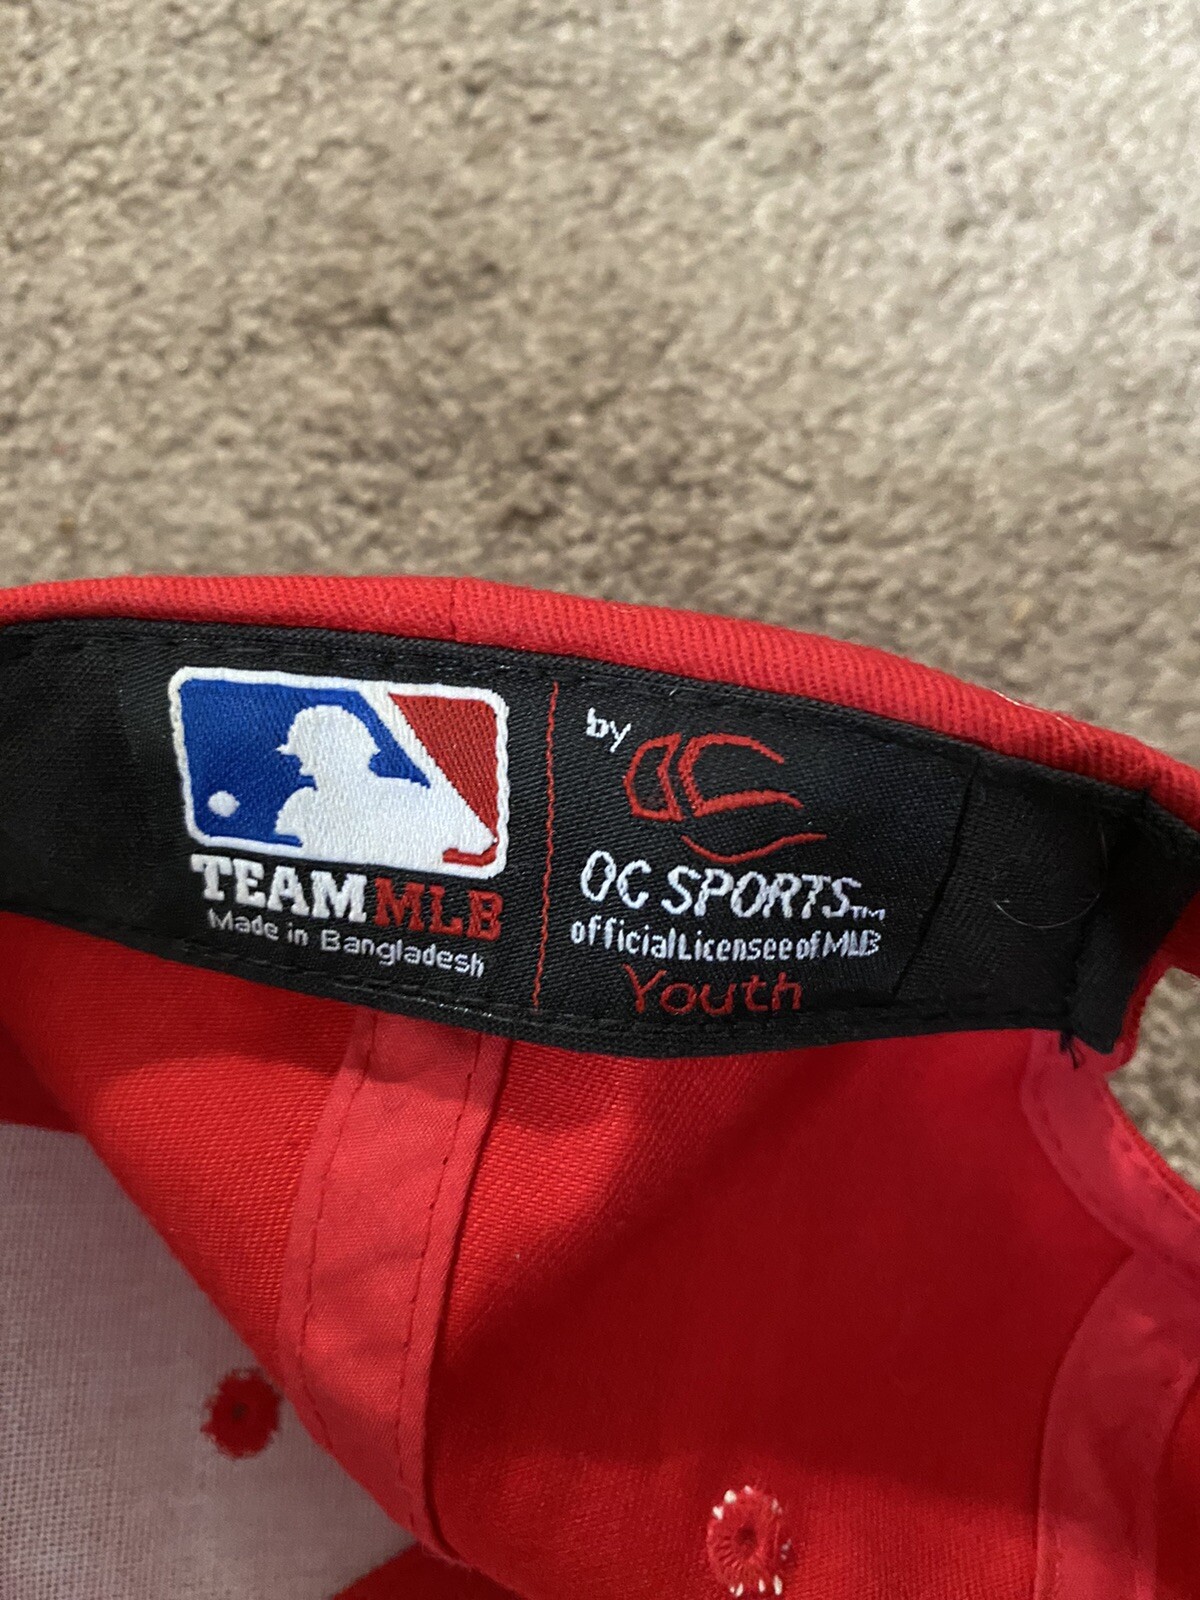 TEAM MLB
Made in Bangladesh
by
OC SPORTS™
official Licensee of MLB
Youth